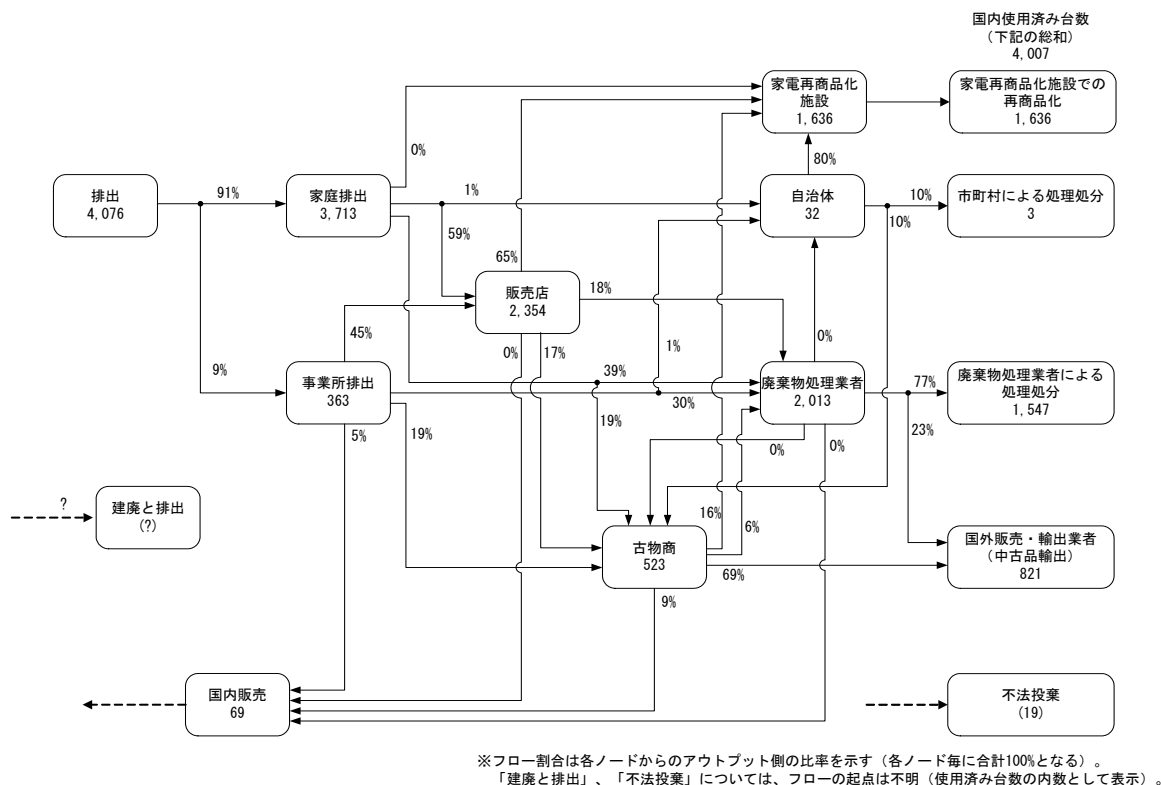 国内使用済み台数
(下記の総和)
4,007
家電再商品化
施設
1,636
家電再商品化施設での
再商品化
1,636
0%
80%
排出
4,076
91%
家庭排出
3,713
1%
自治体
32
10%
10%
市町村による処理処分
3
59%
65%
販売店
2,354
18%
45%
0%
17%
1%
0%
9%
事業所排出
363
39%
30%
廃棄物処理業者
2,013
77%
廃棄物処理業者による
処理処分
1,547
5%
19%
19%
0%
0%
23%
?
建廃と排出
(?)
16%
6%
古物商
523
69%
国外販売・輸出業者
(中古品輸出)
821
9%
国内販売
69
不法投棄
(19)
※フロー割合は各ノードからのアウトプット側の比率を示す(各ノード毎に合計100%となる)。
「建廃と排出」、「不法投棄」については、フローの起点は不明(使用済み台数の内数として表示)。